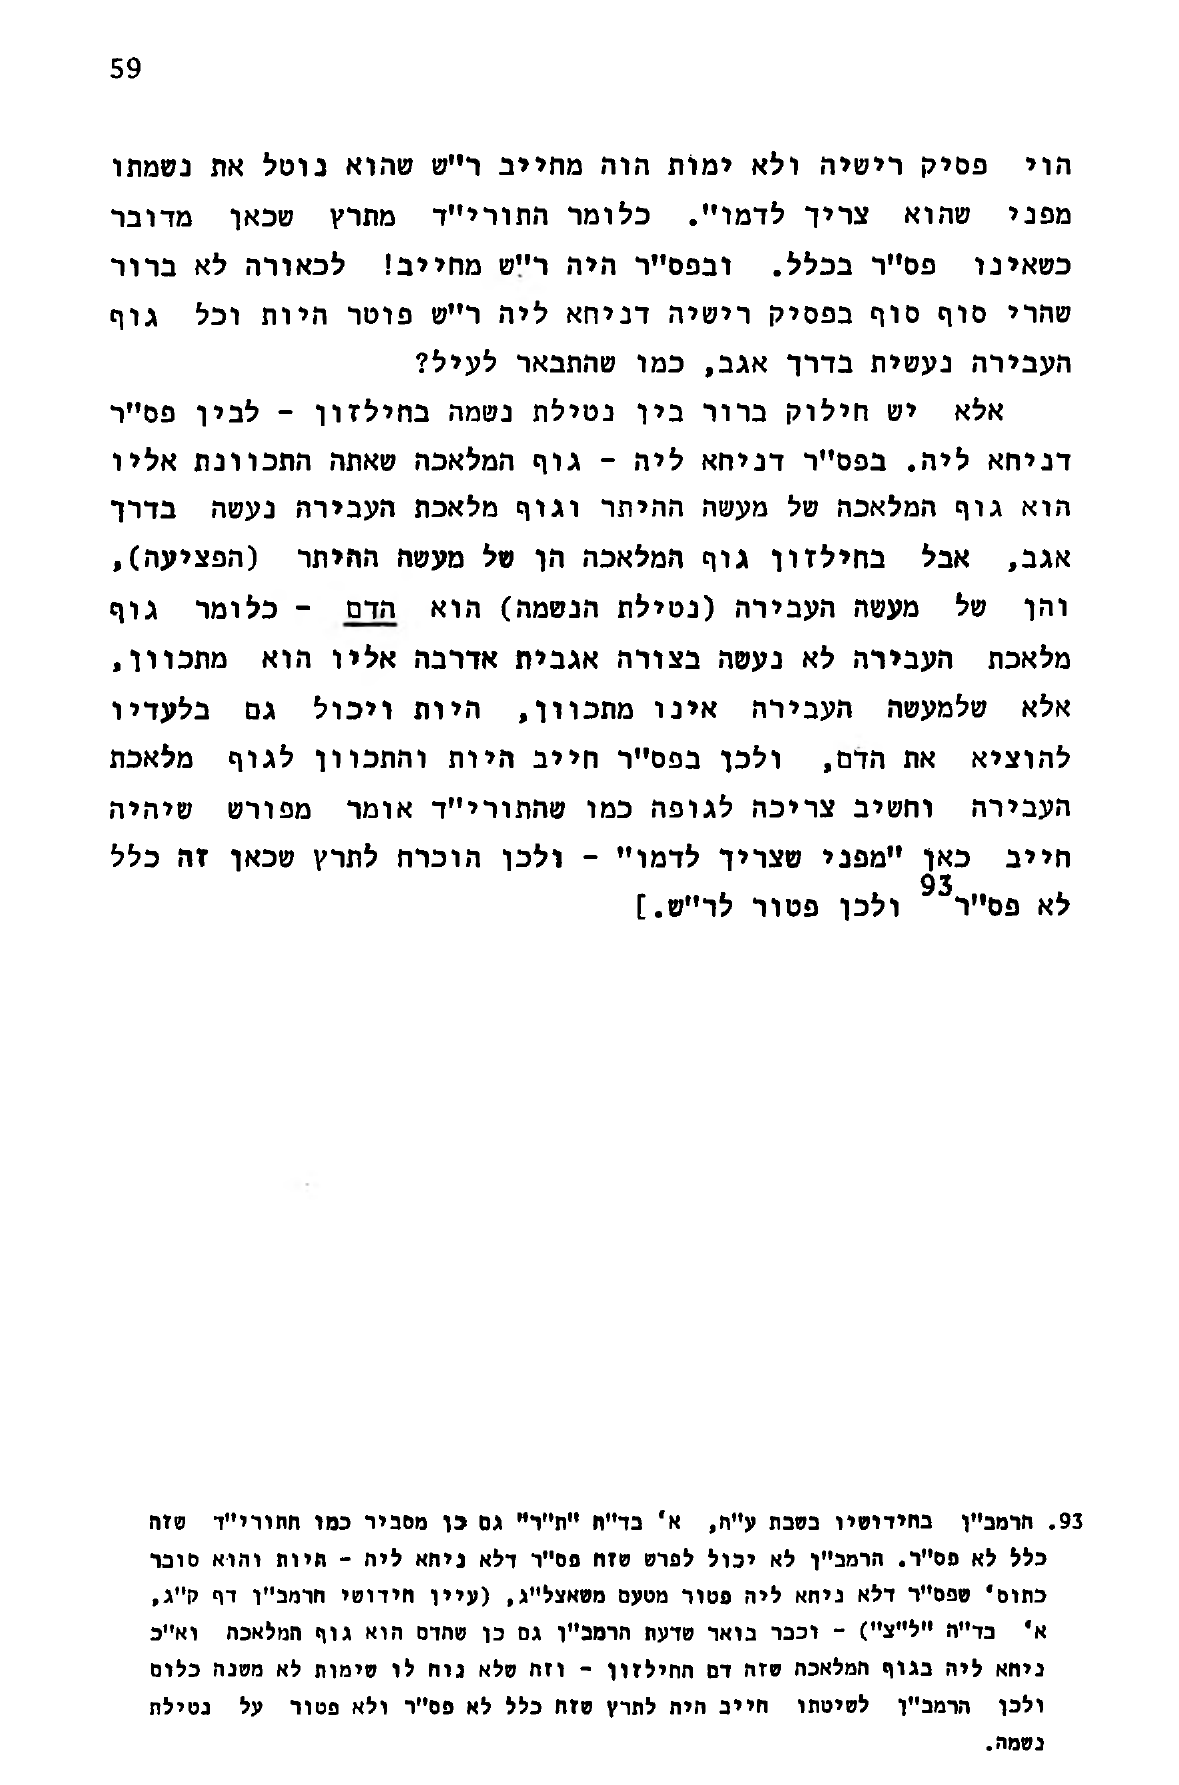 59
הוי פסיק רישיה ולא ימות הוה מחייב ר"ש שהוא נוטל את נשמתו
מפני שהוא צריך לדמו". כלומר התורי"ד מתרץ שכאן מדובר
כשאינו פס"ר בכלל. ובפס"ר היה ר"ש מחייב! לכאורה לא ברור
שהרי סוף סוף בפסיק רישיה דניחא ליה ר"ש פוטר היות וכל גוף
העבירה נעשית בדרך אגב, כמו שהתבאר לעיל?
אלא יש חילוק ברור בין נטילת נשמה בחילזון - לבין פס"ר
דניחא ליה. בפס"ר דניחא ליה - גוף המלאכה שאתה התכוונת אליו
הוא גוף המלאכה של מעשה ההיתר וגוף מלאכת העבירה נעשה בדרך
אגב, אבל בחילזון גוף המלאכה הן של מעשה ההיתר (הפציעה),
והן של מעשה העבירה (נטילת הנשמה) הוא הדם - כלומר גוף
מלאכת העבירה לא נעשה בצורה אגבית אדרבה אליו הוא מתכוון,
אלא שלמעשה העבירה אינו מתכוון, היות ויכול גם בלעדיו
להוציא את הדם, ולכן בפס"ר חייב היות והתכוון לגוף מלאכת
העבירה וחשיב צריכה לגופה כמו שהתורי"ד אומר מפורש שיהיה
חייב כאן "מפני שצריך לדמו" - ולכן הוכרח לתרץ שכאן זה כלל
לא פס"ר93 ולכן פטור לר"ש.]
93. הרמב"ן בחידושיו בשבת ע"ה, א' בד"ה "ת"ר" גם כן מסביר כמו התורי"ד שזה
כלל לא פס"ר. הרמב"ן לא יכול לפרש שזה פס"ר דלא ניחא ליה - היות והוא סובר
כתוס' שפס"ר דלא ניחא ליה פטור מטעם משאצל"ג, (עיין חידושי הרמב"ן דף ק"ג,
א' בד"ה "ל"צ") - וכבר בואר שדעת הרמב"ן גם כן שהדם הוא גוף המלאכה וא"כ
ניחא ליה בגוף המלאכה שזה דם החילזון - וזה שלא נוח לו שימות לא משנה כלום
ולכן הרמב"ן לשיטתו חייב היה לתרץ שזה כלל לא פס"ר ולא פטור על נטילת
נשמה.